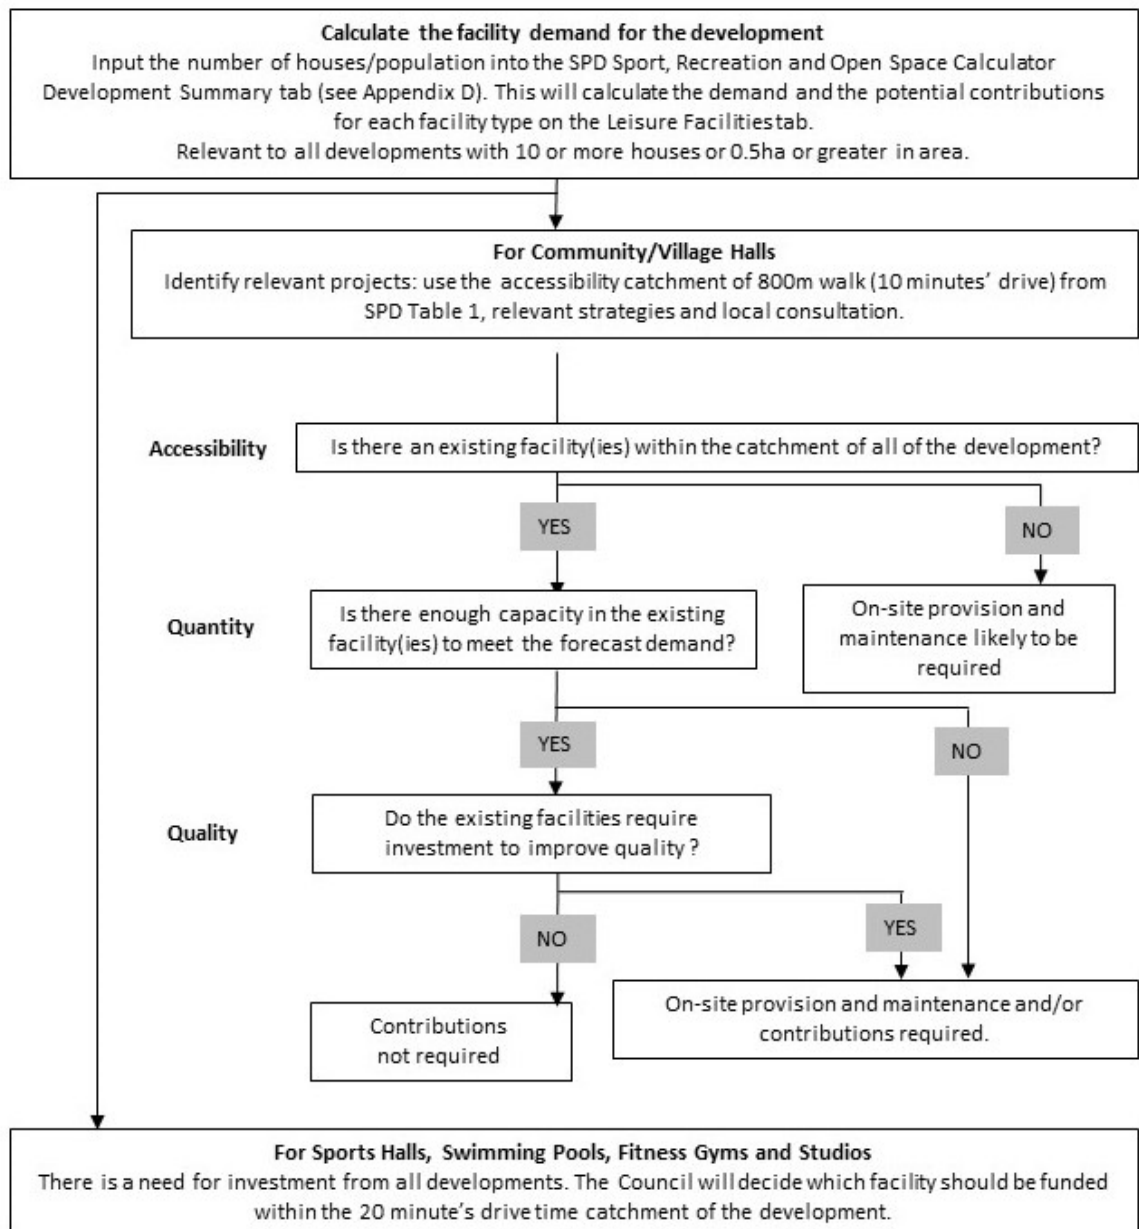 Calculate the facility demand for the development
Input the number of houses/population into the SPD Sport, Recreation and Open Space Calculator
Development Summary tab (see Appendix D). This will calculate the demand and the potential contributions
for each facility type on the Leisure Facilities tab.
Relevant to all developments with 10 or more houses or 0.5ha or greater in area.
For Community/Village Halls
Identify relevant projects: use the accessibility catchment of 800m walk (10 minutes’ drive) from
SPD Table 1, relevant strategies and local consultation.
Accessibility
Is there an existing facility(ies) within the catchment of all of the development?
YES
NO
Quantity
Is there enough capacity in the existing
facility(ies) to meet the forecast demand?
On-site provision and
maintenance likely to be
required
YES
NO
Quality
Do the existing facilities require
investment to improve quality ?
NO
YES
Contributions
not required
On-site provision and maintenance and/or
contributions required.
For Sports Halls, Swimming Pools, Fitness Gyms and Studios
There is a need for investment from all developments. The Council will decide which facility should be funded
within the 20 minute’s drive time catchment of the development.